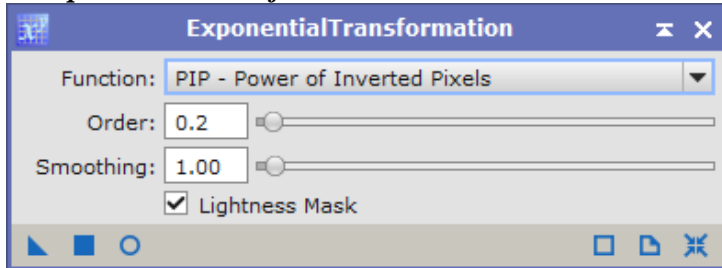 ExponentialTransformation
Function: PIP - Power of Inverted Pixels
Order: 0.2
Smoothing: 1.00
Lightness Mask